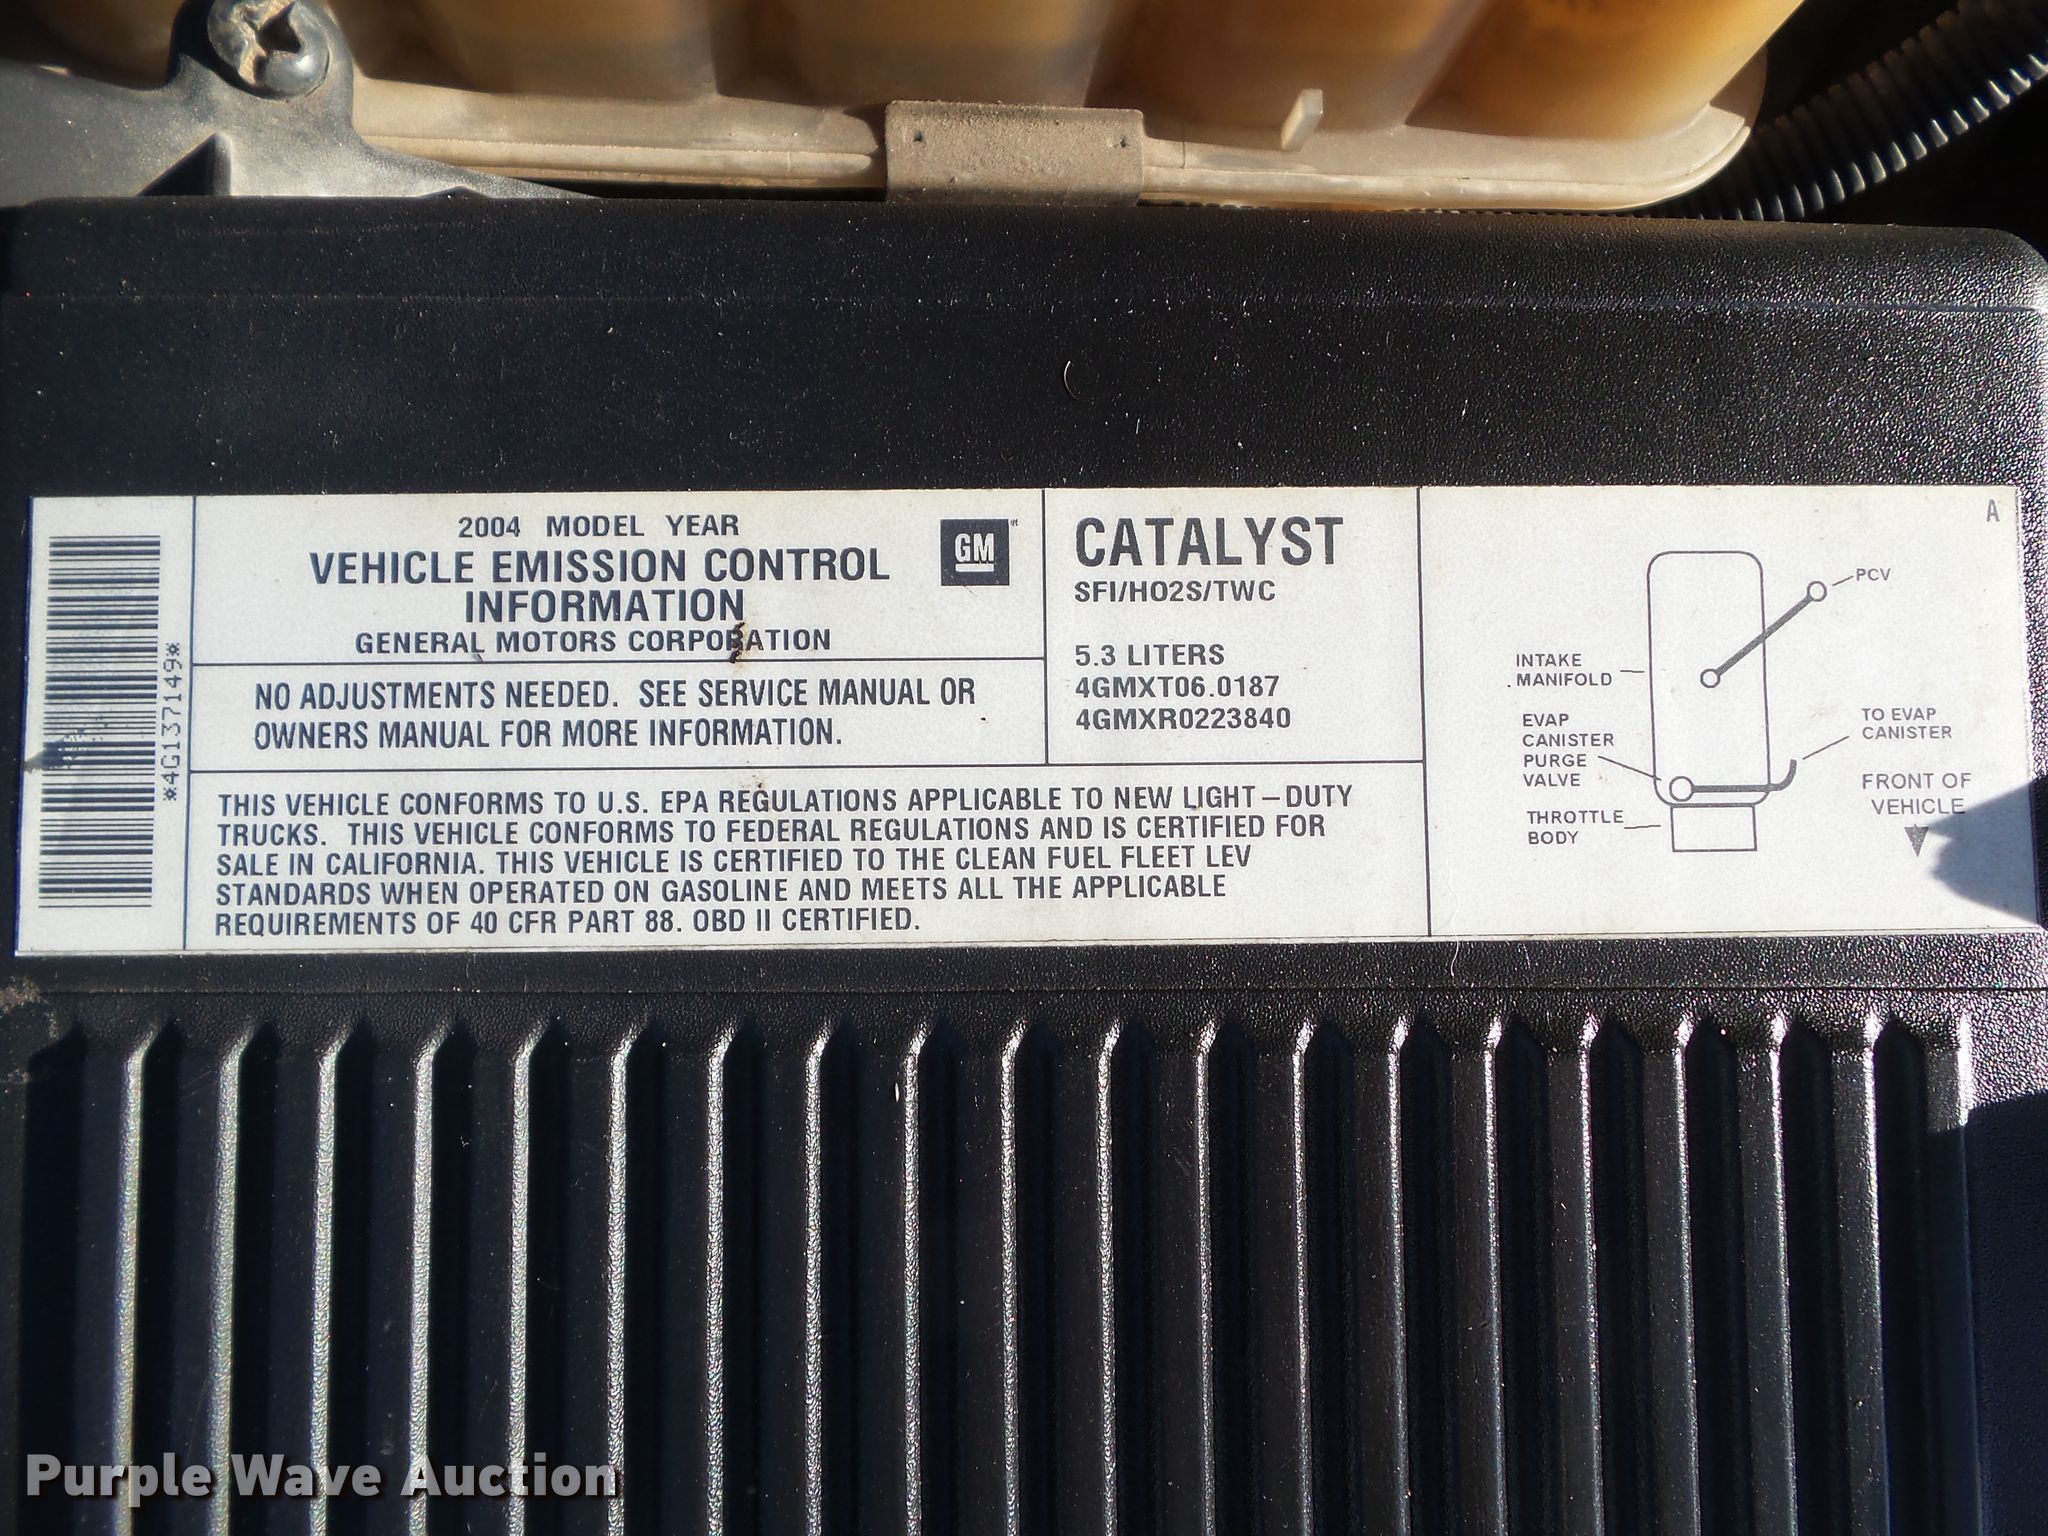 *4G137149*
2004 MODEL YEAR
VEHICLE EMISSION CONTROL
INFORMATION
GENERAL MOTORS CORPORATION
GM
NO ADJUSTMENTS NEEDED. SEE SERVICE MANUAL OR
OWNERS MANUAL FOR MORE INFORMATION.
CATALYST
SFI/HO2S/TWC
5.3 LITERS
4GMXT06.0187
4GMXR0223840
THIS VEHICLE CONFORMS TO U.S. EPA REGULATIONS APPLICABLE TO NEW LIGHT–DUTY
TRUCKS. THIS VEHICLE CONFORMS TO FEDERAL REGULATIONS AND IS CERTIFIED FOR
SALE IN CALIFORNIA. THIS VEHICLE IS CERTIFIED TO THE CLEAN FUEL FLEET LEV
STANDARDS WHEN OPERATED ON GASOLINE AND MEETS ALL THE APPLICABLE
REQUIREMENTS OF 40 CFR PART 88. OBD II CERTIFIED.
A
PCV
INTAKE
MANIFOLD
EVAP
CANISTER
PURGE
VALVE
THROTTLE
BODY
TO EVAP
CANISTER
FRONT OF
VEHICLE
Purple Wave Auction